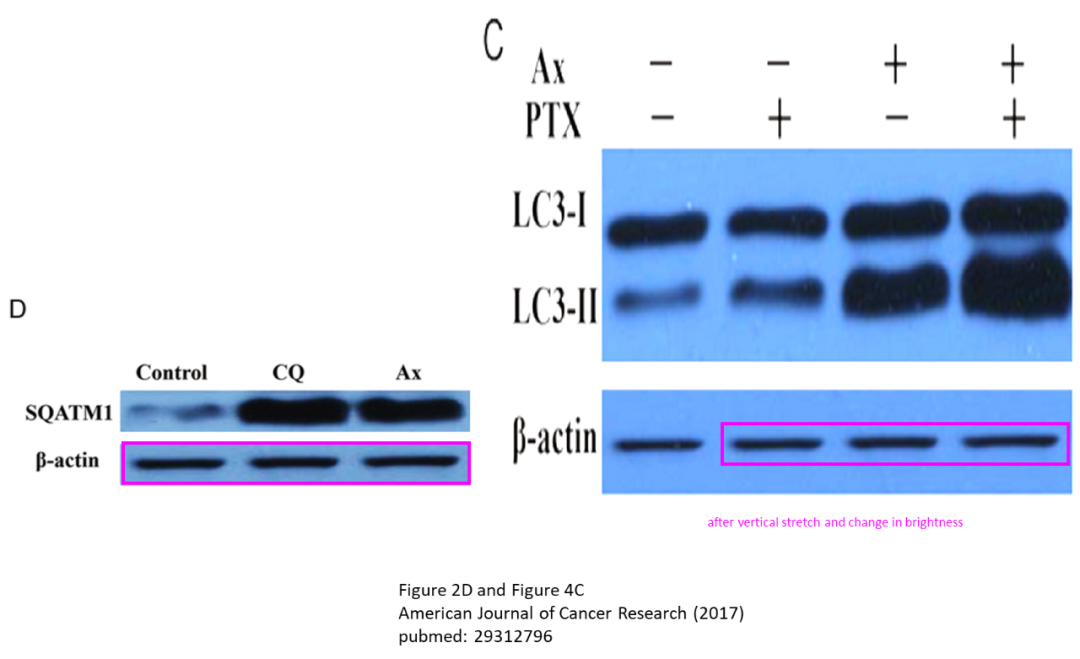 C
Ax − − + +
PTX − + − +
LC3-I
LC3-II
β-actin
after vertical stretch and change in brightness
D
Control CQ Ax
SQATM1
β-actin
Figure 2D and Figure 4C
American Journal of Cancer Research (2017)
pubmed: 29312796